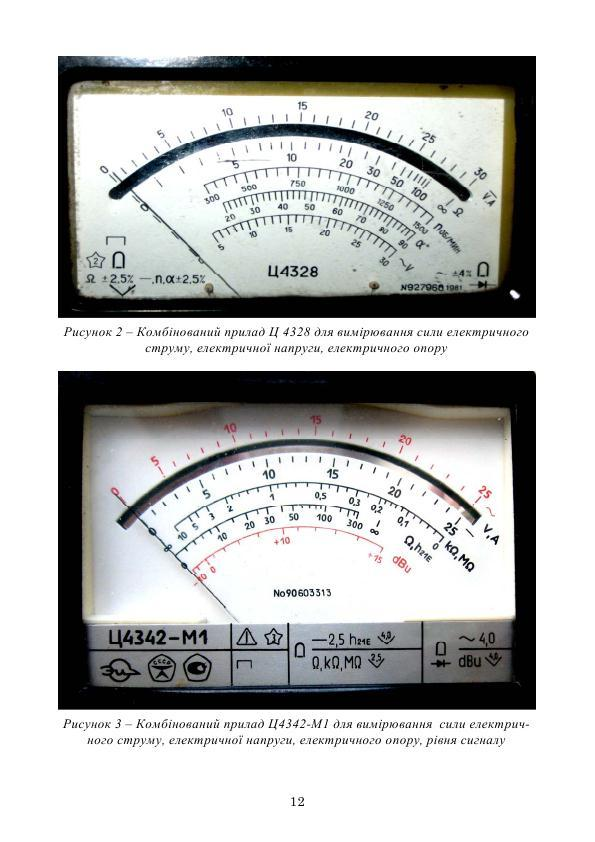 0 5 10 15 20 25 30
V,A
0 5 10 20 30 50 100 ∞ Ω
300 500 750 1000 1250 1500 ПОБ/МИН
20 30 40 50 60 70 80 90 α°
5 10 15 20 25 30 ~V
2
Ω ±2,5% —,n,α±2,5%
Ц4328
~ ±4%
№927960 1981
Рисунок 2 – Комбінований прилад Ц 4328 для вимірювання сили електричного
струму, електричної напруги, електричного опору
0 5 10 15 20 25 ~
5 10 15 20 25 — V,A
10 5 3 2 1 0,5 0,3 0,2 0,1 0 kΩ,MΩ
0 10 20 30 50 100 300 ∞ Ω,h21E
-10 0 +10 +15 dBu
No90603313
Ц4342-М1
—2,5 h21E 4,0
~ 4,0
СССР
Ω,kΩ,MΩ 2,5
dBu 4,0
Рисунок 3 – Комбінований прилад Ц4342-М1 для вимірювання сили електрич-
ного струму, електричної напруги, електричного опору, рівня сигналу
12